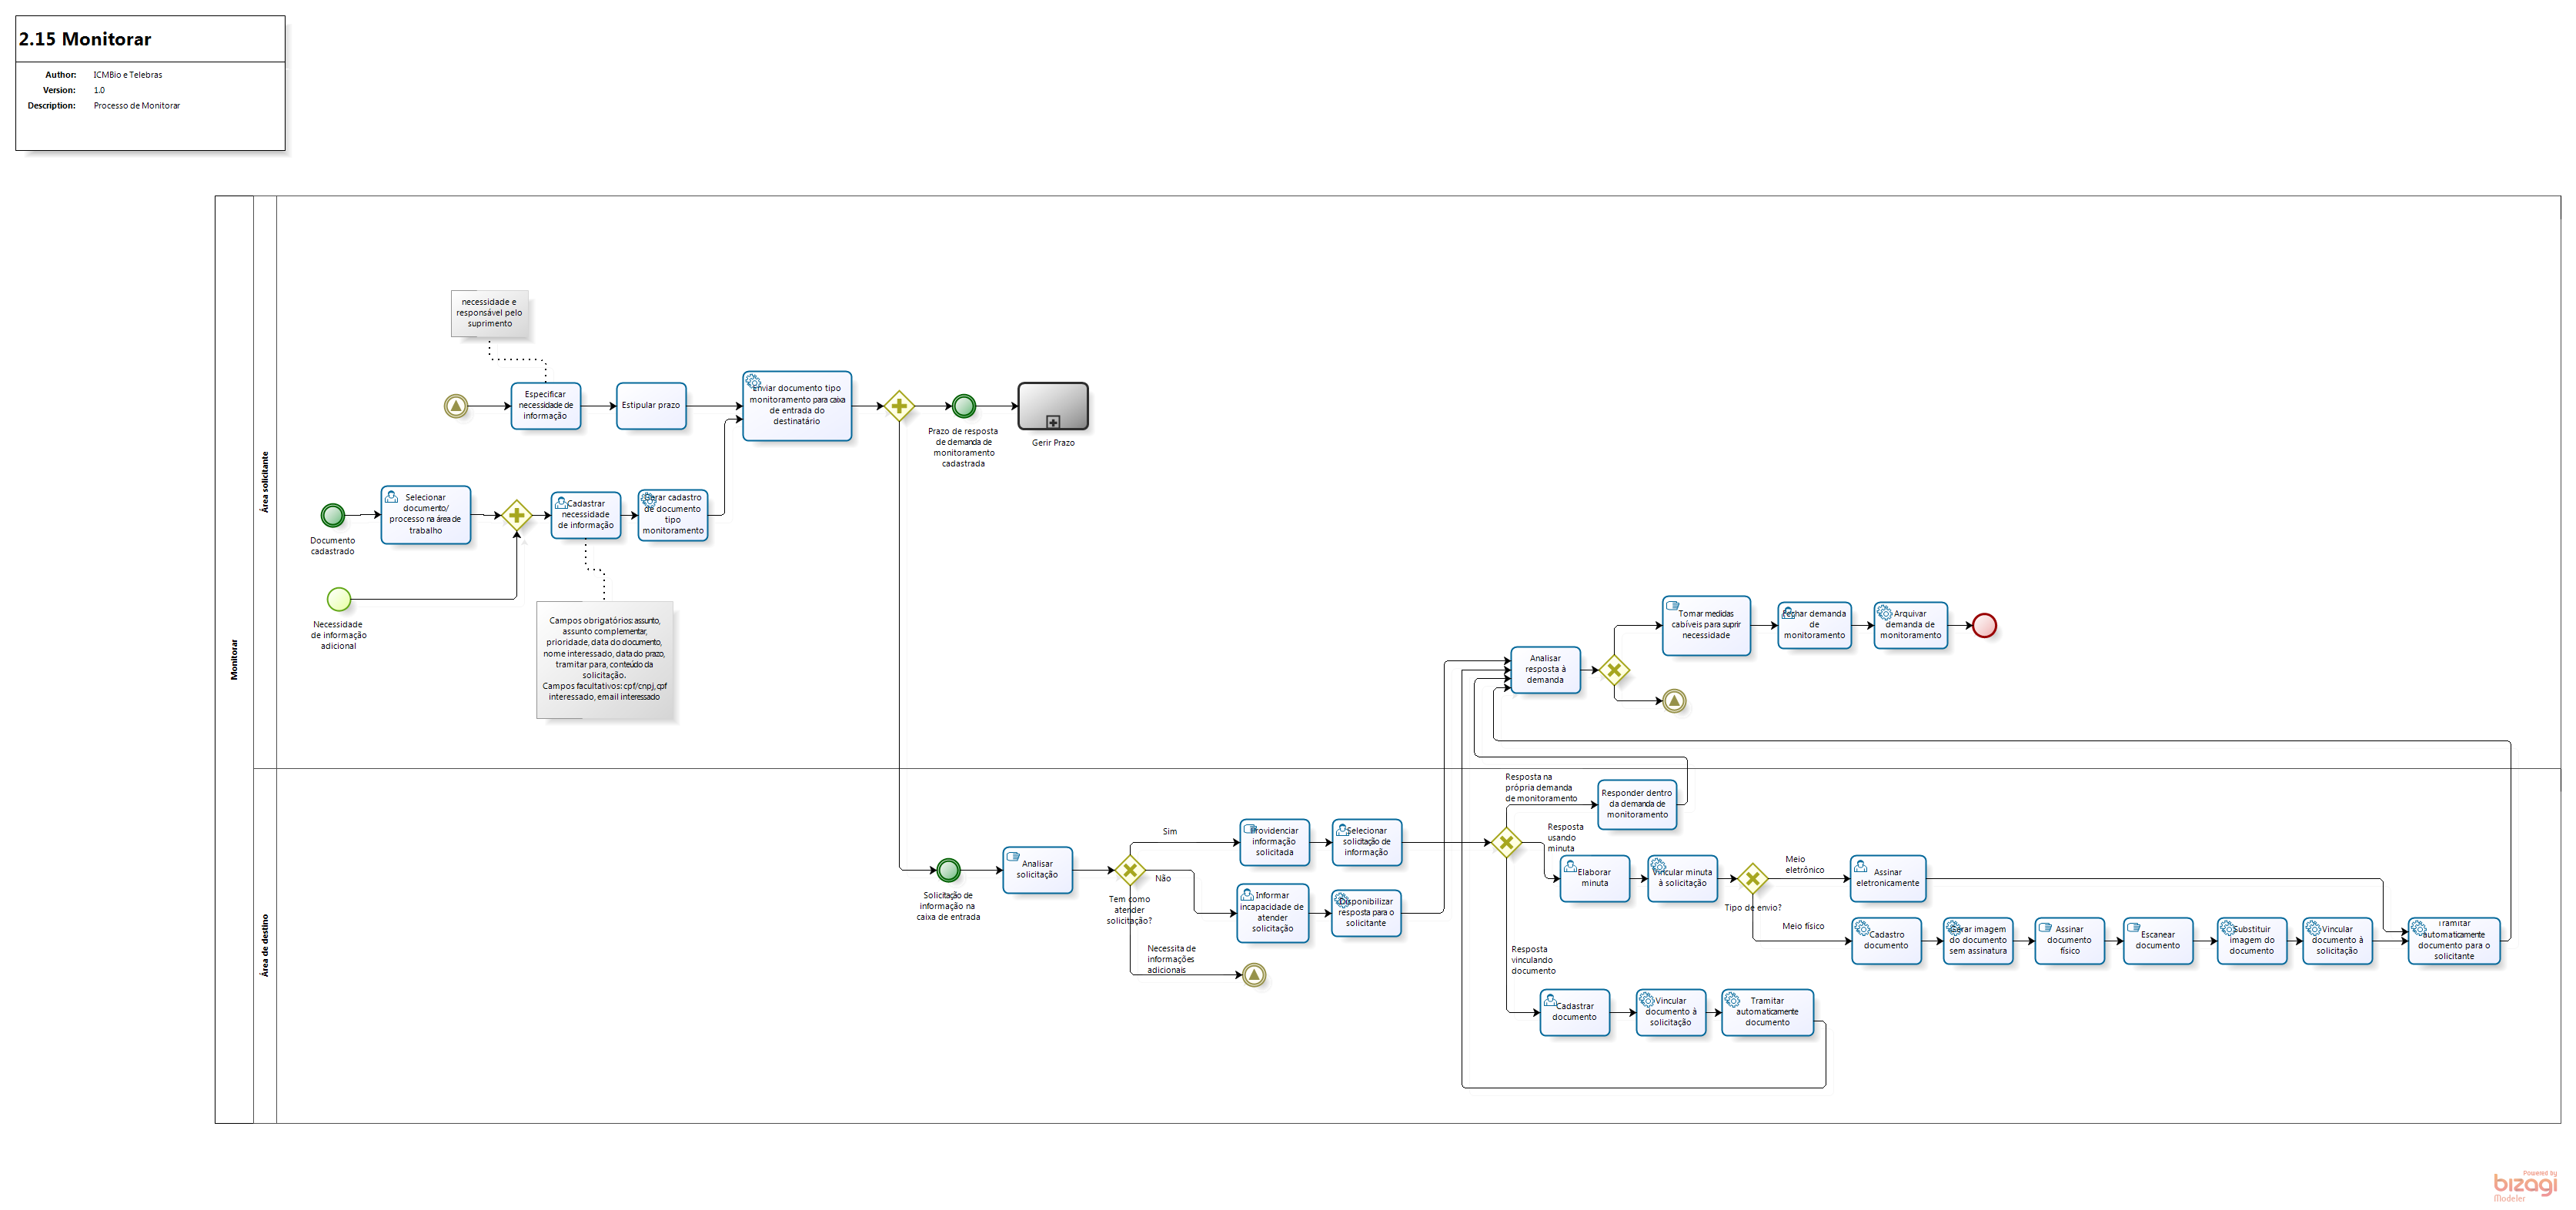 2.15 Monitorar
Author: ICMBio e Telebras
Version: 1.0
Description: Processo de Monitorar
Monitorar
Área solicitante
necessidade e
responsável pelo
suprimento
Especificar
necessidade de
informação
Estipular prazo
Enviar documento tipo
monitoramento para caixa
de entrada do
destinatário
Prazo de resposta
de demanda de
monitoramento
cadastrada
Gerir Prazo
Documento
cadastrado
Selecionar
documento/
processo na área de
trabalho
Cadastrar
necessidade
de informação
Gerar cadastro
de documento
tipo
monitoramento
Necessidade
de informação
adicional
Campos obrigatórios: assunto,
assunto complementar,
prioridade, data do documento,
nome interessado, data do prazo,
tramitar para, conteúdo da
solicitação.
Campos facultativos: cpf/cnpj, cpf
interessado, email interessado
Analisar
resposta à
demanda
Tomar medidas
cabíveis para suprir
necessidade
Fechar demanda
de
monitoramento
Arquivar
demanda de
monitoramento
Área de destino
Solicitação de
informação na
caixa de entrada
Analisar
solicitação
Tem como
atender
solicitação?
Sim
Não
Necessita de
informações
adicionais
Providenciar
informação
solicitada
Selecionar
solicitação de
informação
Informar
incapacidade de
atender
solicitação
Disponibilizar
resposta para o
solicitante
Resposta na
própria demanda
de monitoramento
Responder dentro
da demanda de
monitoramento
Resposta
usando
minuta
Elaborar
minuta
Vincular minuta
à solicitação
Tipo de envio?
Meio
eletrônico
Assinar
eletronicamente
Meio físico
Cadastro
documento
Gerar imagem
do documento
sem assinatura
Assinar
documento
físico
Escanear
documento
Substituir
imagem do
documento
Vincular
documento à
solicitação
Tramitar
automaticamente
documento para o
solicitante
Resposta
vinculando
documento
Cadastrar
documento
Vincular
documento à
solicitação
Tramitar
automaticamente
documento
Powered by
bizagi
Modeler